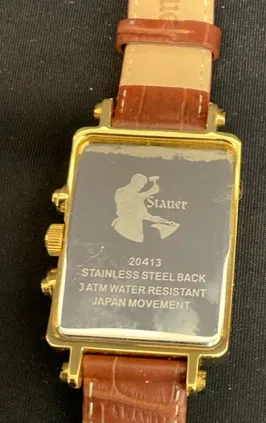 Stauer
20413
STAINLESS STEEL BACK
3 ATM WATER RESISTANT
JAPAN MOVEMENT